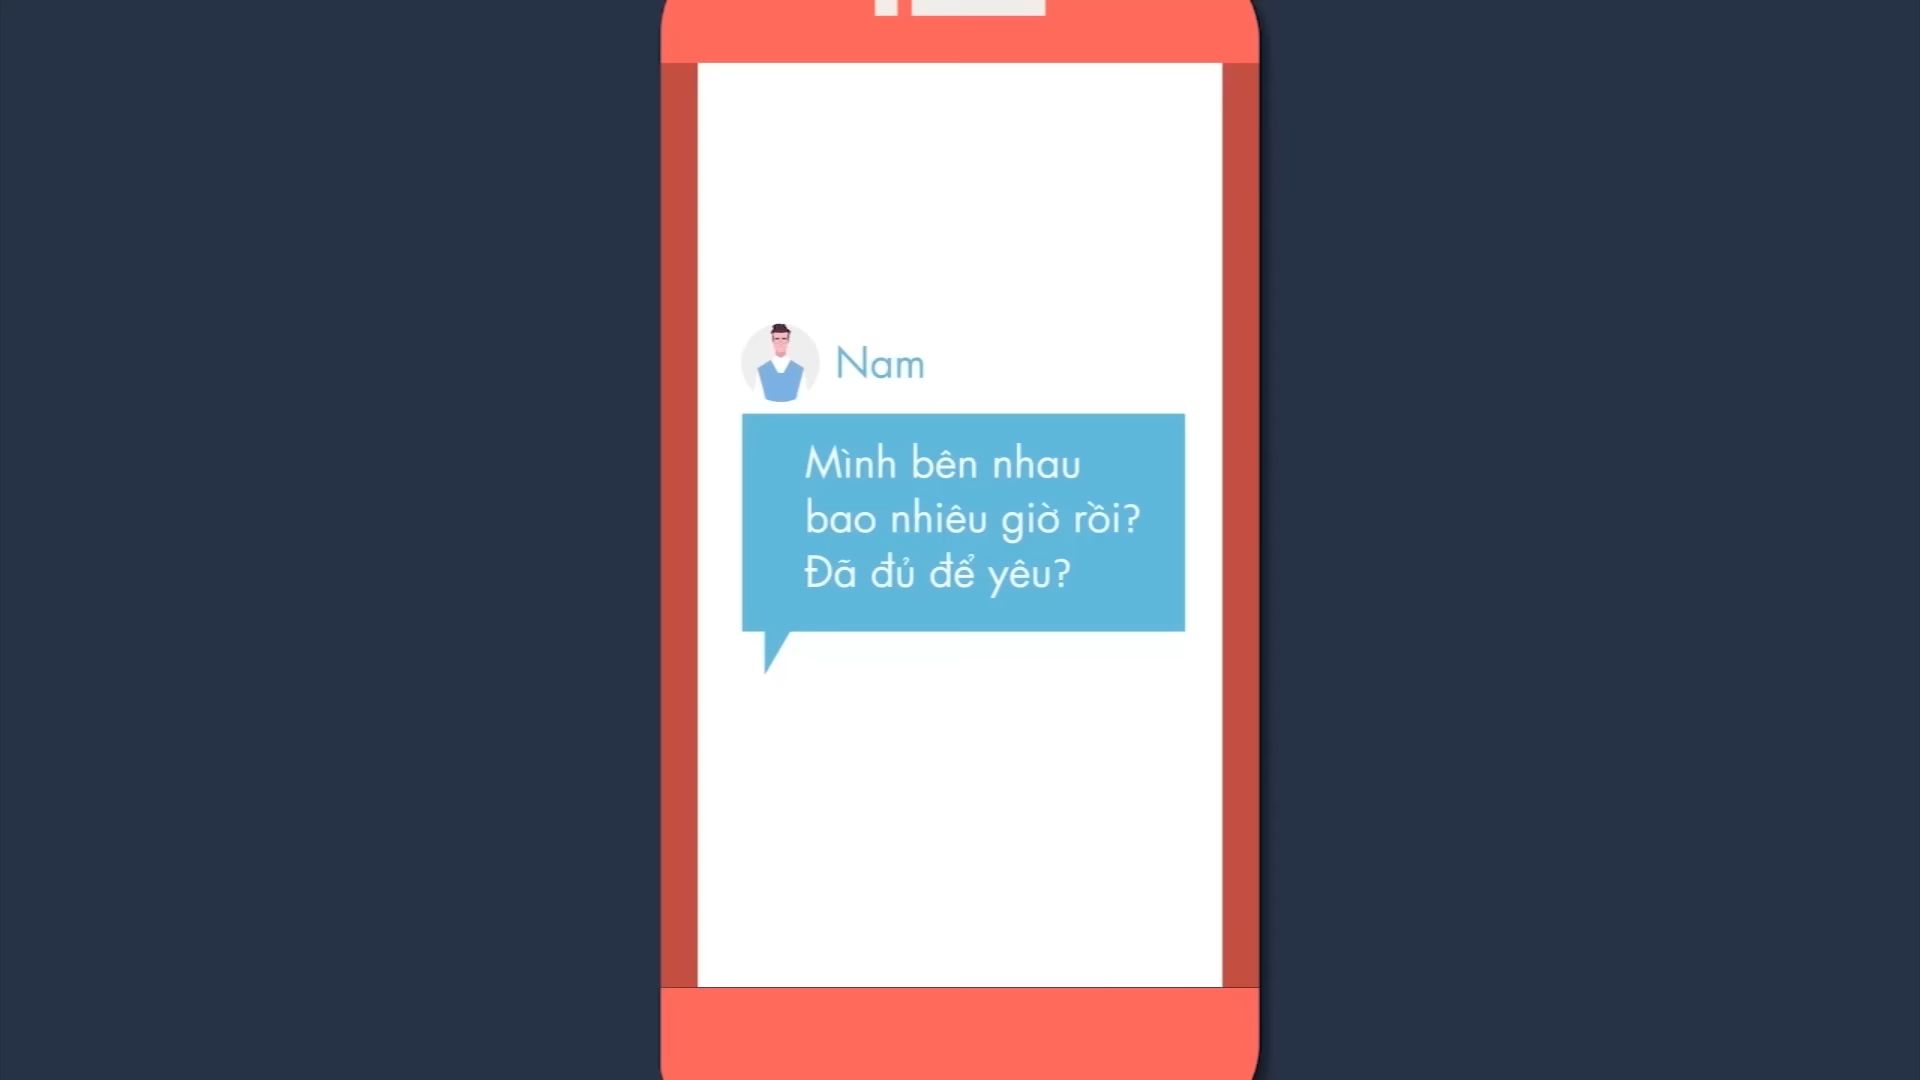 Nam
Mình bên nhau
bao nhiêu giờ rồi?
Đã đủ để yêu?